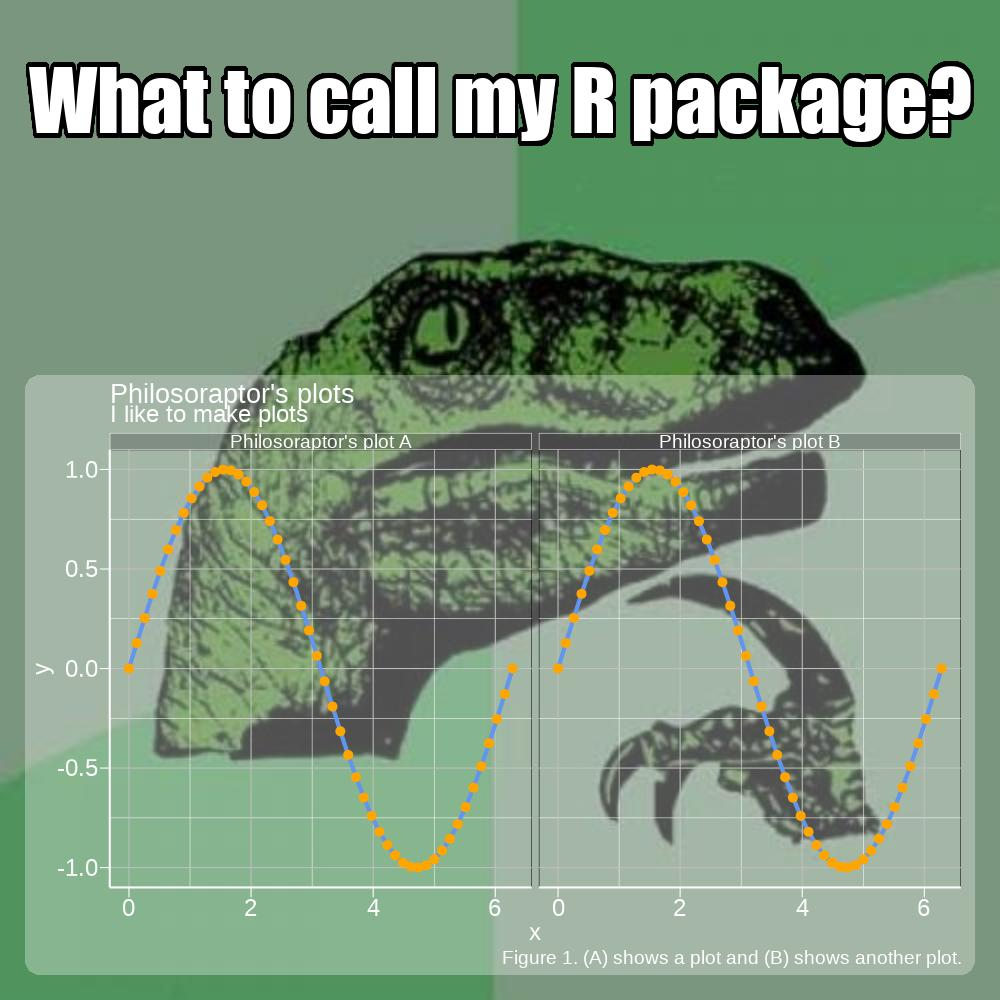 What to call my R package?
Philosoraptor's plots
I like to make plots
Philosoraptor's plot A
Philosoraptor's plot B
1.0
0.5
0.0
-0.5
-1.0
y
0 2 4 6 0 2 4 6
x
Figure 1. (A) shows a plot and (B) shows another plot.